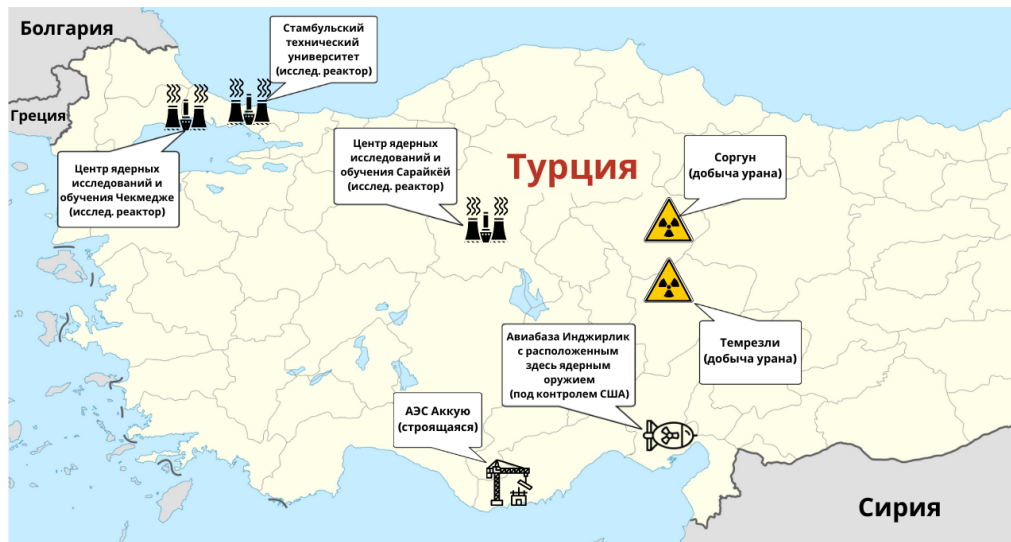 Болгария
Греция
Стамбульский
технический
университет
(исслед. реактор)
Центр ядерных
исследований и
обучения Чекмедже
(исслед. реактор)
Центр ядерных
исследований и
обучения Сарайкёй
(исслед. реактор)
Турция
Соргун
(добыча урана)
Темрезли
(добыча урана)
Авиабаза Инджирлик
с расположенным
здесь ядерным
оружием
(под контролем США)
АЭС Аккую
(строящаяся)
Сирия